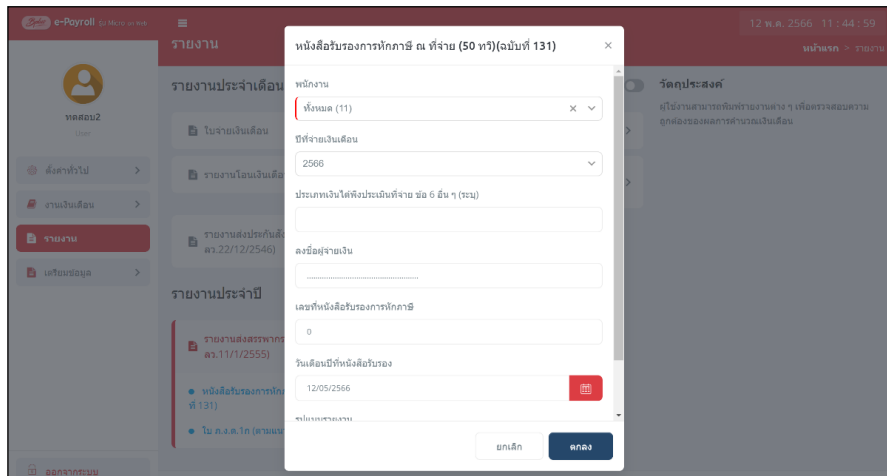 e-Payroll
12 พ.ค. 2566 11 : 44 : 59
รายงาน
หน้าแรก > รายงาน
ทดสอบ2
User
ตั้งค่าทั่วไป
งานเงินเดือน
รายงาน
เตรียมข้อมูล
ออกจากระบบ
รายงานประจำเดือน
ใบจ่ายเงินเดือน
รายงานโอนเงินเดือ
รายงานส่งประกันสั
ลว.22/12/2546)
รายงานประจำปี
รายงานส่งสรรพากร
ลว.11/1/2555)
หนังสือรับรองการหัก
ที่ 131)
ใบ ภ.ง.ด.1ก (ตามแน
หนังสือรับรองการหักภาษี ณ ที่จ่าย (50 ทวิ)(ฉบับที่ 131)
×
พนักงาน
ทั้งหมด (11)
ปีที่จ่ายเงินเดือน
2566
ประเภทเงินได้พึงประเมินที่จ่าย ข้อ 6 อื่น ๆ (ระบุ)
ลงชื่อผู้จ่ายเงิน
......................................................
เลขที่หนังสือรับรองการหักภาษี
0
วันเดือนปีที่หนังสือรับรอง
12/05/2566
รูปแบบรายงาน
ยกเลิก
ตกลง
วัตถุประสงค์
ผู้ใช้งานสามารถพิมพ์รายงานต่าง ๆ เพื่อตรวจสอบความ
ถูกต้องของผลการคำนวณเงินเดือน